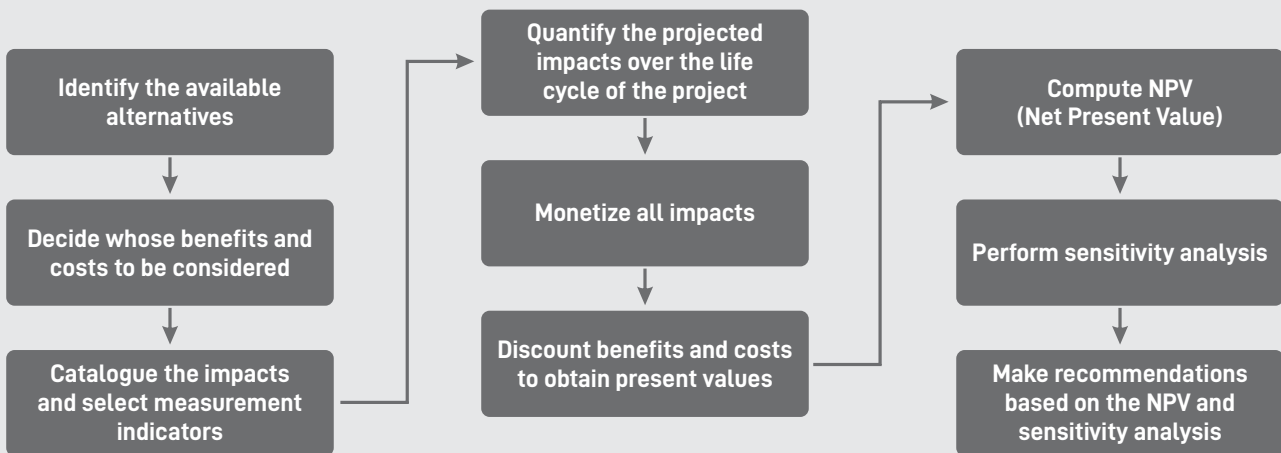 Identify the available
alternatives
Decide whose benefits and
costs to be considered
Catalogue the impacts
and select measurement
indicators
Quantify the projected
impacts over the life
cycle of the project
Monetize all impacts
Discount benefits and costs
to obtain present values
Compute NPV
(Net Present Value)
Perform sensitivity analysis
Make recommendations
based on the NPV and
sensitivity analysis